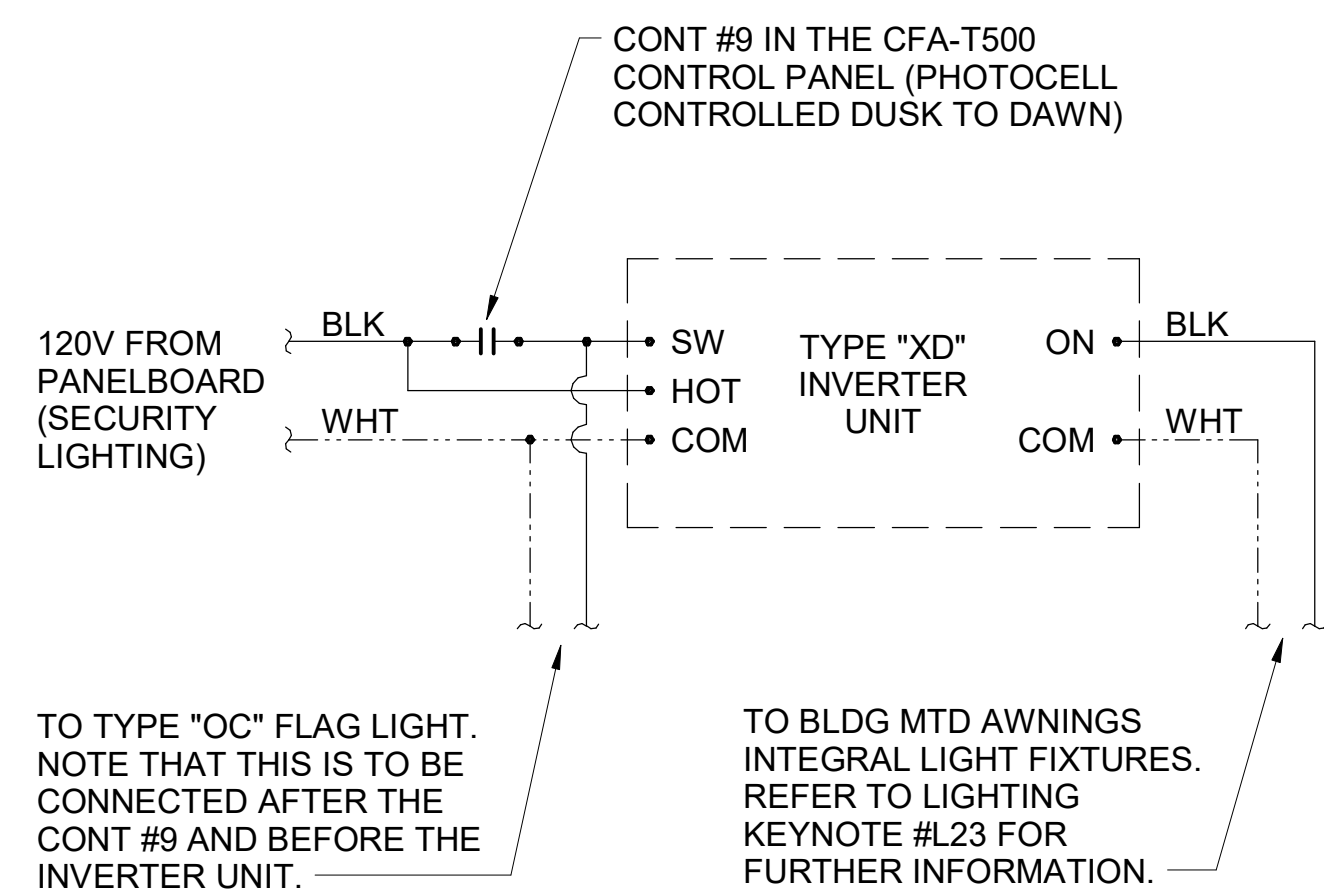 CONT #9 IN THE CFA-T500
CONTROL PANEL (PHOTOCELL
CONTROLLED DUSK TO DAWN)
120V FROM
PANELBOARD
(SECURITY
LIGHTING)
BLK
WHT
SW
HOT
COM
TYPE "XD"
INVERTER
UNIT
ON
COM
BLK
WHT
TO TYPE "OC" FLAG LIGHT.
NOTE THAT THIS IS TO BE
CONNECTED AFTER THE
CONT #9 AND BEFORE THE
INVERTER UNIT.
TO BLDG MTD AWNINGS
INTEGRAL LIGHT FIXTURES.
REFER TO LIGHTING
KEYNOTE #L23 FOR
FURTHER INFORMATION.